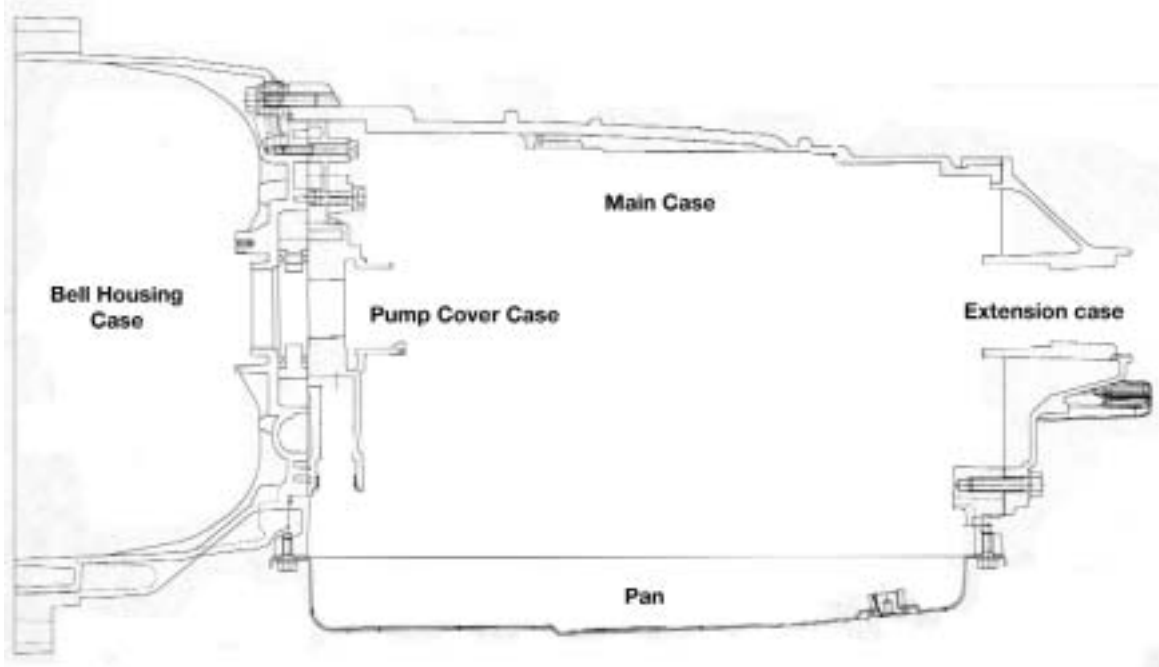 Main Case
Bell Housing
Case
Pump Cover Case
Extension case
Pan